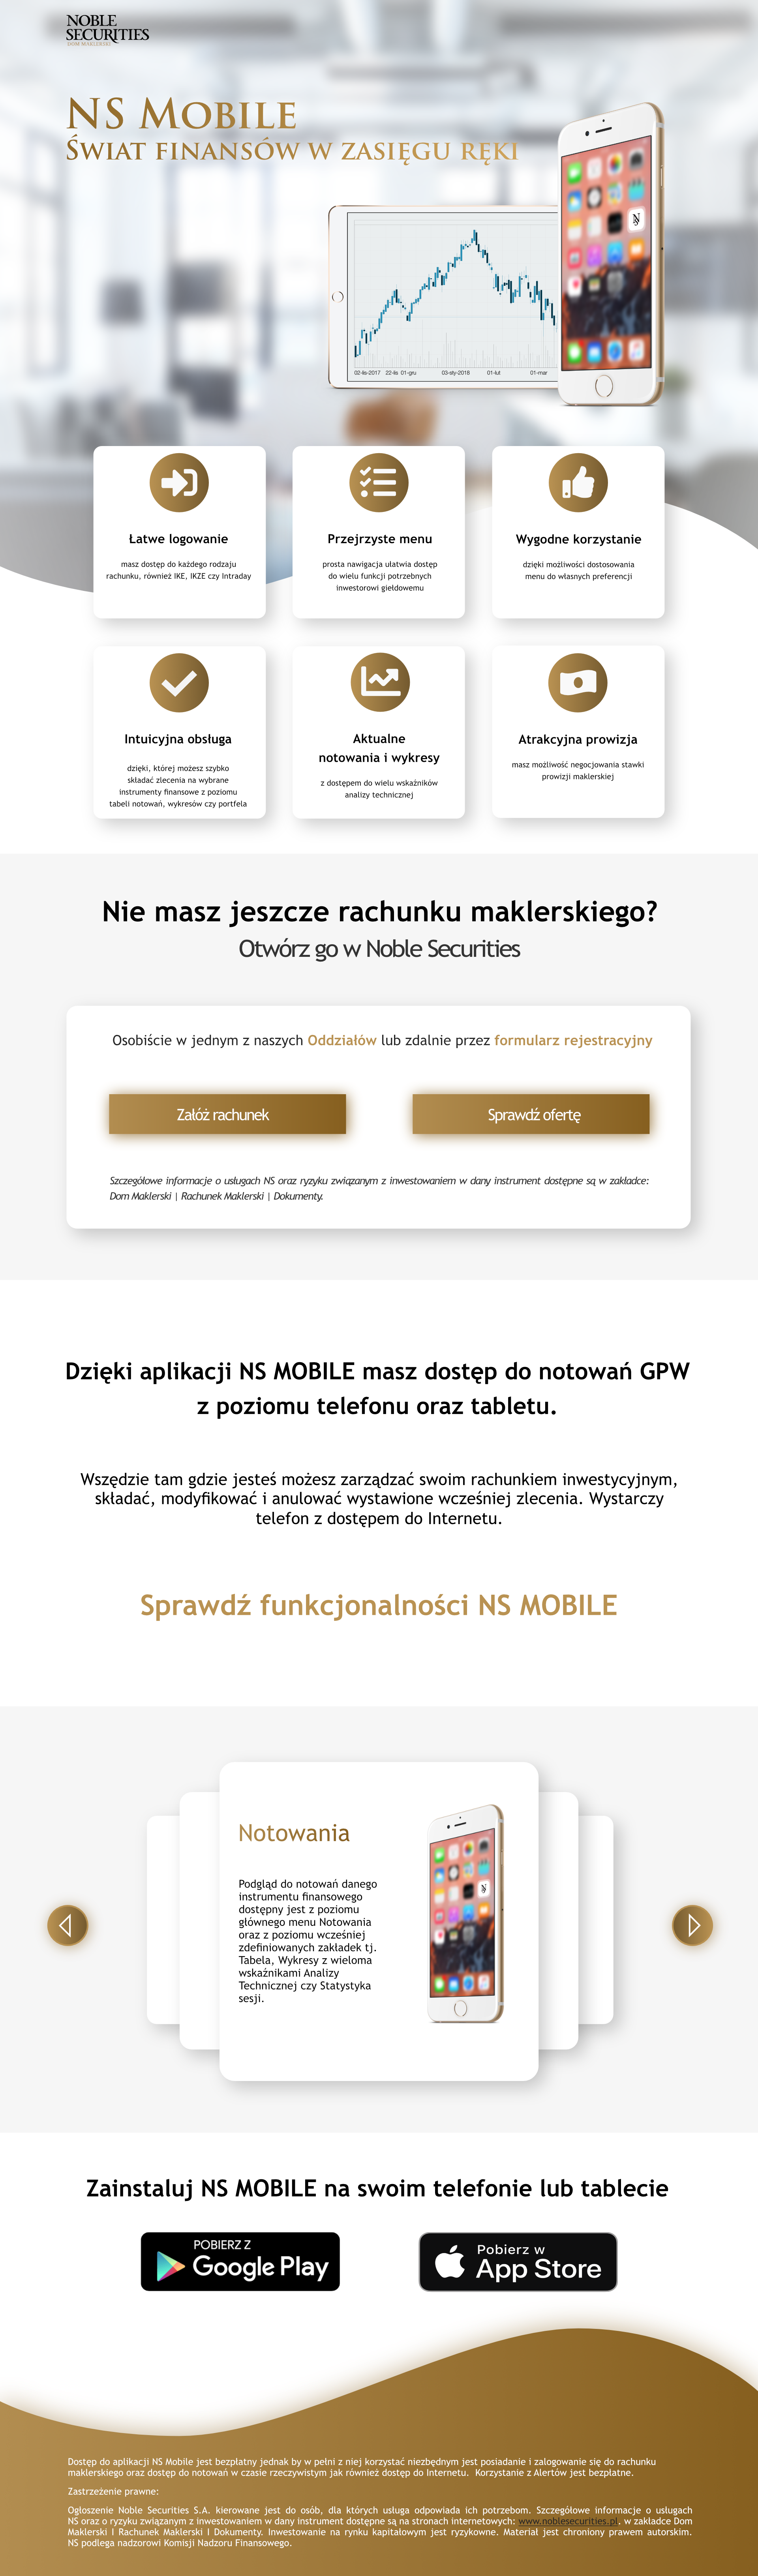 NOBLE
SECURITIES
DOM MAKLERSKI
NS Mobile
Świat finansów w zasięgu ręki
02-lis-2017 22-lis 01-gru 03-sty-2018 01-lut 01-mar
Łatwe logowanie
masz dostęp do każdego rodzaju
rachunku, również IKE, IKZE czy Intraday
Przejrzyste menu
prosta nawigacja ułatwia dostęp
do wielu funkcji potrzebnych
inwestorowi giełdowemu
Wygodne korzystanie
dzięki możliwości dostosowania
menu do własnych preferencji
Intuicyjna obsługa
dzięki, której możesz szybko
składać zlecenia na wybrane
instrumenty finansowe z poziomu
tabeli notowań, wykresów czy portfela
Aktualne
notowania i wykresy
z dostępem do wielu wskaźników
analizy technicznej
Atrakcyjna prowizja
masz możliwość negocjowania stawki
prowizji maklerskiej
Nie masz jeszcze rachunku maklerskiego?
Otwórz go w Noble Securities
Osobiście w jednym z naszych Oddziałów lub zdalnie przez formularz rejestracyjny
Załóż rachunek
Sprawdź ofertę
Szczegółowe informacje o usługach NS oraz ryzyku związanym z inwestowaniem w dany instrument dostępne są w zakładce:
Dom Maklerski | Rachunek Maklerski | Dokumenty.
Dzięki aplikacji NS MOBILE masz dostęp do notowań GPW
z poziomu telefonu oraz tabletu.
Wszędzie tam gdzie jesteś możesz zarządzać swoim rachunkiem inwestycyjnym,
składać, modyfikować i anulować wystawione wcześniej zlecenia. Wystarczy
telefon z dostępem do Internetu.
Sprawdź funkcjonalności NS MOBILE
Notowania
Podgląd do notowań danego
instrumentu finansowego
dostępny jest z poziomu
głównego menu Notowania
oraz z poziomu wcześniej
zdefiniowanych zakładek tj.
Tabela, Wykresy z wieloma
wskaźnikami Analizy
Technicznej czy Statystyka
sesji.
Zainstaluj NS MOBILE na swoim telefonie lub tablecie
POBIERZ Z
Google Play
Pobierz w
App Store
Dostęp do aplikacji NS Mobile jest bezpłatny jednak by w pełni z niej korzystać niezbędnym jest posiadanie i zalogowanie się do rachunku
maklerskiego oraz dostęp do notowań w czasie rzeczywistym jak również dostęp do Internetu. Korzystanie z Alertów jest bezpłatne.
Zastrzeżenie prawne:
Ogłoszenie Noble Securities S.A. kierowane jest do osób, dla których usługa odpowiada ich potrzebom. Szczegółowe informacje o usługach
NS oraz o ryzyku związanym z inwestowaniem w dany instrument dostępne są na stronach internetowych: www.noblesecurities.pl. w zakładce Dom
Maklerski I Rachunek Maklerski I Dokumenty. Inwestowanie na rynku kapitałowym jest ryzykowne. Materiał jest chroniony prawem autorskim.
NS podlega nadzorowi Komisji Nadzoru Finansowego.